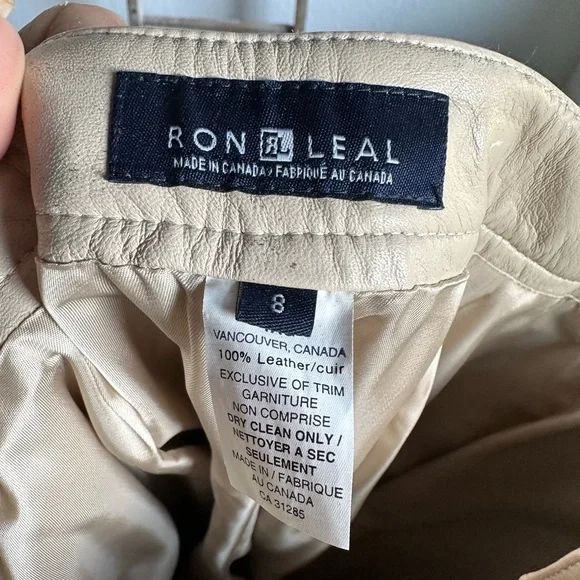 RON RL LEAL
MADE IN CANADA / FABRIQUÉ AU CANADA
8
VANCOUVER, CANADA
100% Leather/cuir
EXCLUSIVE OF TRIM
GARNITURE
NON COMPRISE
DRY CLEAN ONLY /
NETTOYER A SEC
SEULEMENT
MADE IN / FABRIQUE
AU CANADA
CA 31285